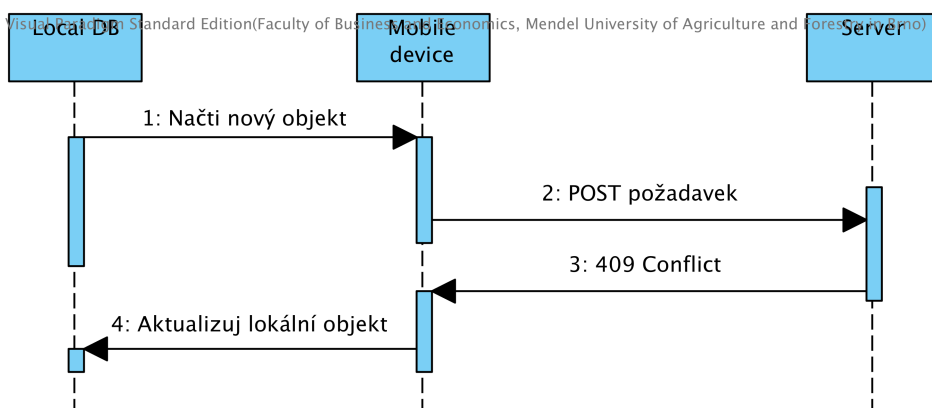 Visual Paradigm Standard Edition(Faculty of Business and Economics, Mendel University of Agriculture and Forestry in Brno)
Local DB
Mobile
device
Server
1: Načti nový objekt
2: POST požadavek
3: 409 Conflict
4: Aktualizuj lokální objekt